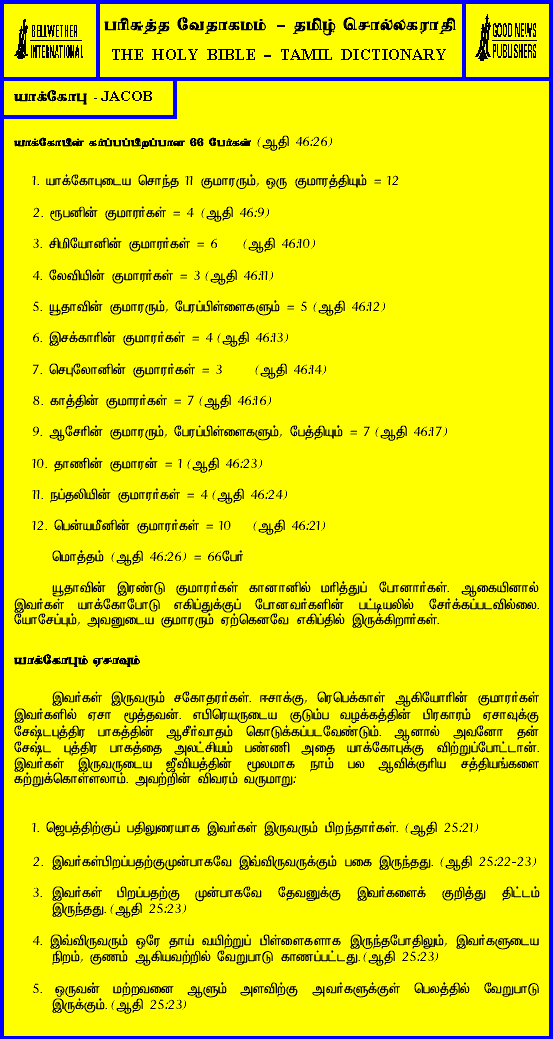 BELLWETHER
INTERNATIONAL
பரிசுத்த வேதாகமம் – தமிழ் சொல்லகராதி
THE HOLY BIBLE – TAMIL DICTIONARY
GOOD NEWS
PUBLISHERS
யாக்கோபு - JACOB
யாக்கோபின் கர்ப்பப்பிறப்பான 66 பேர்கள் (ஆதி 46:26)
1. யாக்கோபுடைய சொந்த 11 குமாரரும், ஒரு குமாரத்தியும் = 12
2. ரூபனின் குமாரர்கள் = 4 (ஆதி 46:9)
3. சிமியோனின் குமாரர்கள் = 6 (ஆதி 46:10)
4. லேவியின் குமாரர்கள் = 3 (ஆதி 46:11)
5. யூதாவின் குமாரரும், பேரப்பிள்ளைகளும் = 5 (ஆதி 46:12)
6. இசக்காரின் குமாரர்கள் = 4 (ஆதி 46:13)
7. செபுலோனின் குமாரர்கள் = 3 (ஆதி 46:14)
8. காத்தின் குமாரர்கள் = 7 (ஆதி 46:16)
9. ஆசேரின் குமாரரும், பேரப்பிள்ளைகளும், பேத்தியும் = 7 (ஆதி 46:17)
10. தாணின் குமாரன் = 1 (ஆதி 46:23)
11. நப்தலியின் குமாரர்கள் = 4 (ஆதி 46:24)
12. பென்யமீனின் குமாரர்கள் = 10 (ஆதி 46:21)
மொத்தம் (ஆதி 46:26) = 66பேர்
யூதாவின் இரண்டு குமாரர்கள் கானானில் மரித்துப் போனார்கள். ஆகையினால்
இவர்கள் யாக்கோபோடு எகிப்துக்குப் போனவர்களின் பட்டியலில் சேர்க்கப்படவில்லை.
யோசேப்பும், அவனுடைய குமாரரும் ஏற்கெனவே எகிப்தில் இருக்கிறார்கள்.
யாக்கோபும் ஏசாவும்
இவர்கள் இருவரும் சகோதரர்கள். ஈசாக்கு, ரெபெக்காள் ஆகியோரின் குமாரர்கள்
இவர்களில் ஏசா மூத்தவன். எபிரெயருடைய குடும்ப வழக்கத்தின் பிரகாரம் ஏசாவுக்கு
சேஷ்டபுத்திர பாகத்தின் ஆசீர்வாதம் கொடுக்கப்படவேண்டும். ஆனால் அவனோ தன்
சேஷ்ட புத்திர பாகத்தை அலட்சியம் பண்ணி அதை யாக்கோபுக்கு விற்றுப்போட்டான்.
இவர்கள் இருவருடைய ஜீவியத்தின் மூலமாக நாம் பல ஆவிக்குரிய சத்தியங்களை
கற்றுக்கொள்ளலாம். அவற்றின் விவரம் வருமாறு:
1. ஜெபத்திற்குப் பதிலுரையாக இவர்கள் இருவரும் பிறந்தார்கள். (ஆதி 25:21)
2. இவர்கள்பிறப்பதற்குமுன்பாகவே இவ்விருவருக்கும் பகை இருந்தது. (ஆதி 25:22-23)
3. இவர்கள் பிறப்பதற்கு முன்பாகவே தேவனுக்கு இவர்களைக் குறித்து திட்டம்
இருந்தது. (ஆதி 25:23)
4. இவ்விருவரும் ஒரே தாய் வயிற்றுப் பிள்ளைகளாக இருந்தபோதிலும், இவர்களுடைய
நிறம், குணம் ஆகியவற்றில் வேறுபாடு காணப்பட்டது. (ஆதி 25:23)
5. ஒருவன் மற்றவனை ஆளும் அளவிற்கு அவர்களுக்குள் பெலத்தில் வேறுபாடு
இருக்கும். (ஆதி 25:23)